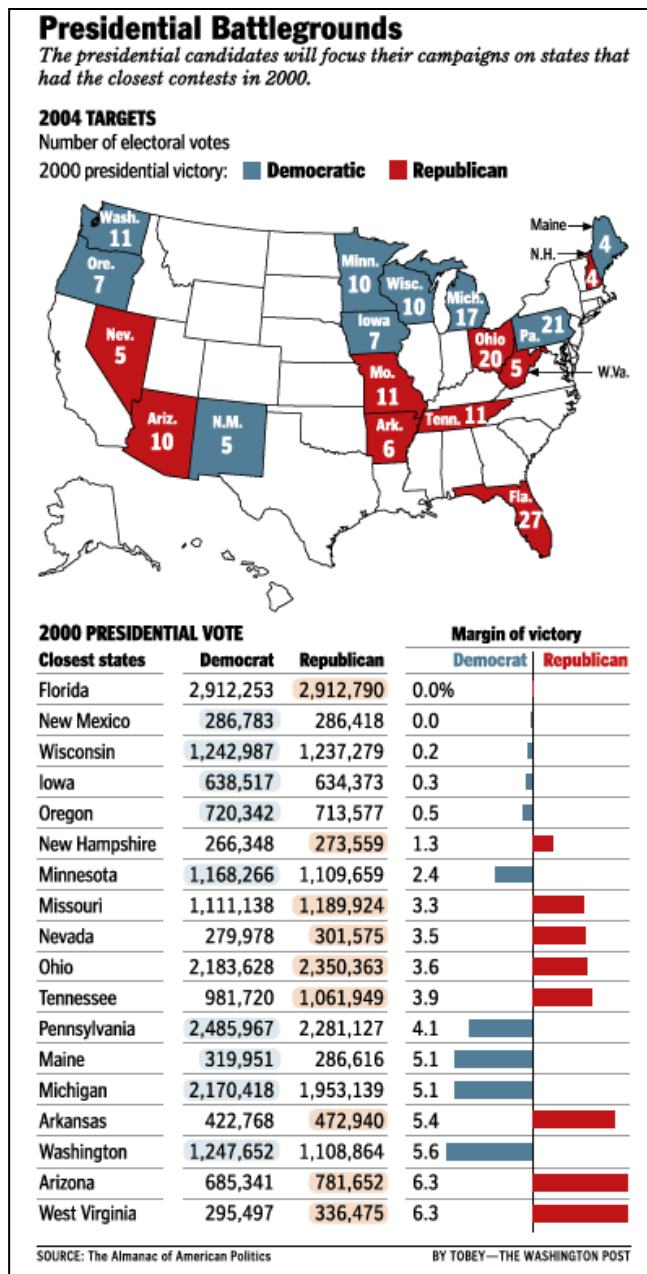 Presidential Battlegrounds
The presidential candidates will focus their campaigns on states that
had the closest contests in 2000.
2004 TARGETS
Number of electoral votes
2000 presidential victory: Democratic Republican
Wash.
11
Ore.
7
Nev.
5
Ariz.
10
N.M.
5
Minn.
10
Iowa
7
Wisc.
10
Mich.
17
Mo.
11
Ark.
6
Tenn. 11
Ohio
20
Pa. 21
5
W.Va.
Maine
4
N.H.
4
Fla.
27
2000 PRESIDENTIAL VOTE Margin of victory
Closest states Democrat Republican Democrat Republican
Florida 2,912,253 2,912,790 0.0%
New Mexico 286,783 286,418 0.0
Wisconsin 1,242,987 1,237,279 0.2
Iowa 638,517 634,373 0.3
Oregon 720,342 713,577 0.5
New Hampshire 266,348 273,559 1.3
Minnesota 1,168,266 1,109,659 2.4
Missouri 1,111,138 1,189,924 3.3
Nevada 279,978 301,575 3.5
Ohio 2,183,628 2,350,363 3.6
Tennessee 981,720 1,061,949 3.9
Pennsylvania 2,485,967 2,281,127 4.1
Maine 319,951 286,616 5.1
Michigan 2,170,418 1,953,139 5.1
Arkansas 422,768 472,940 5.4
Washington 1,247,652 1,108,864 5.6
Arizona 685,341 781,652 6.3
West Virginia 295,497 336,475 6.3
SOURCE: The Almanac of American Politics BY TOBEY—THE WASHINGTON POST